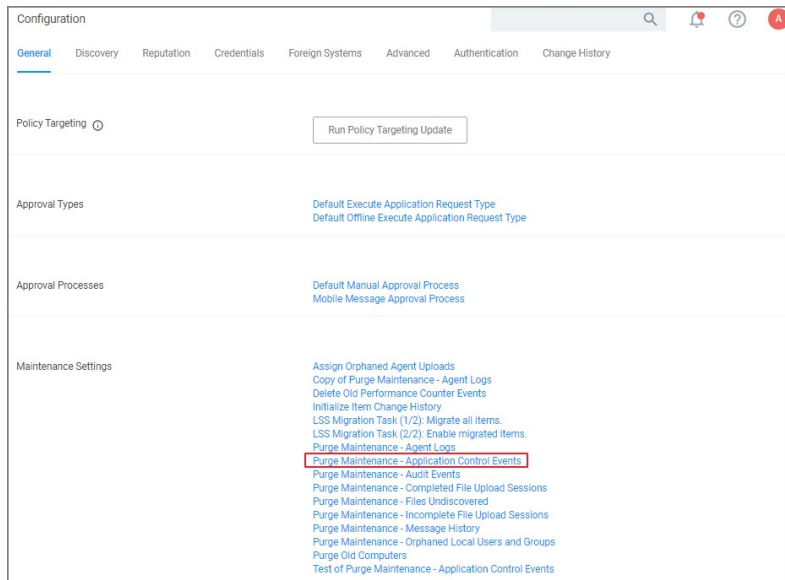 Configuration
A
General Discovery Reputation Credentials Foreign Systems Advanced Authentication Change History
Policy Targeting
Run Policy Targeting Update
Approval Types
Default Execute Application Request Type
Default Offline Execute Application Request Type
Approval Processes
Default Manual Approval Process
Mobile Message Approval Process
Maintenance Settings
Assign Orphaned Agent Uploads
Copy of Purge Maintenance - Agent Logs
Delete Old Performance Counter Events
Initialize Item Change History
LSS Migration Task (1/2): Migrate all items.
LSS Migration Task (2/2): Enable migrated items.
Purge Maintenance - Agent Logs
Purge Maintenance - Application Control Events
Purge Maintenance - Audit Events
Purge Maintenance - Completed File Upload Sessions
Purge Maintenance - Files Undiscovered
Purge Maintenance - Incomplete File Upload Sessions
Purge Maintenance - Message History
Purge Maintenance - Orphaned Local Users and Groups
Purge Old Computers
Test of Purge Maintenance - Application Control Events